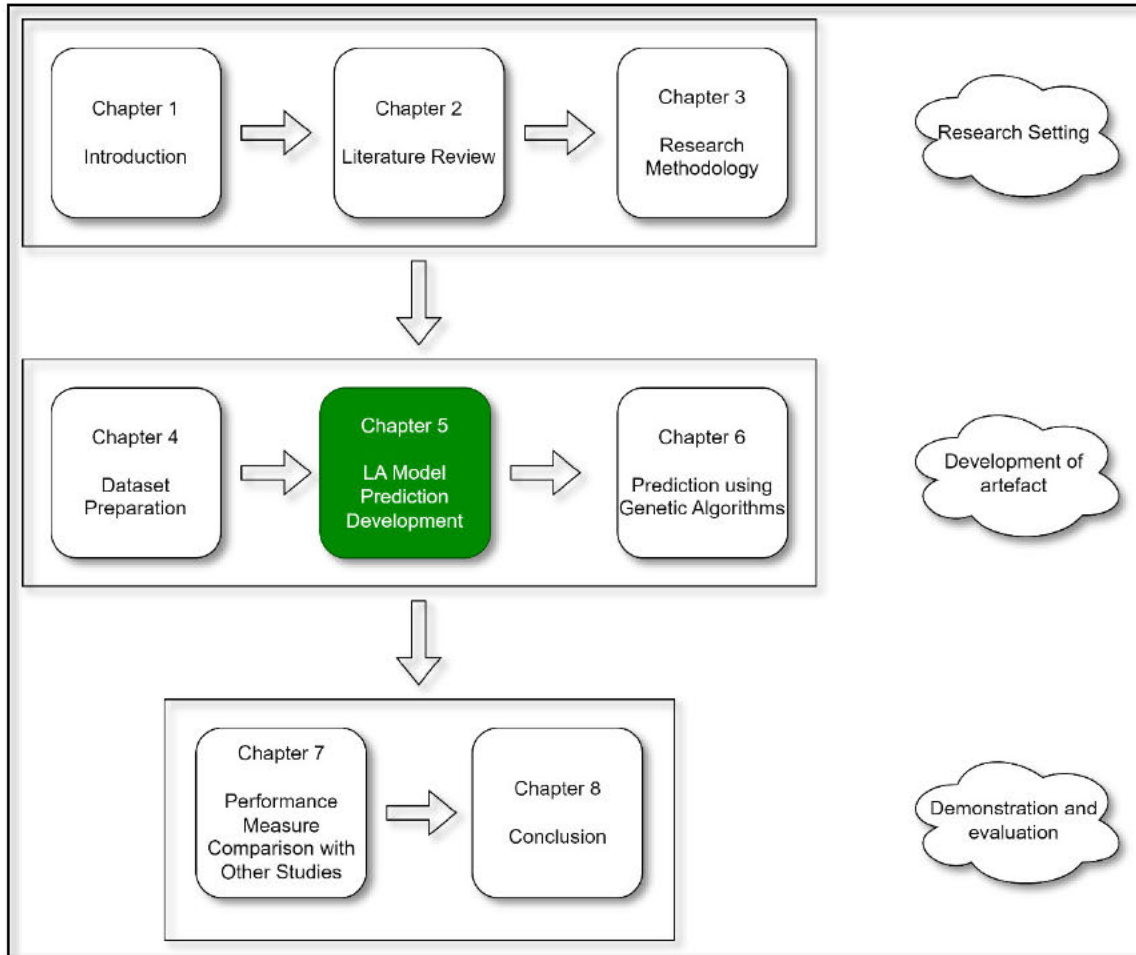 Chapter 1
Introduction
Chapter 2
Literature Review
Chapter 3
Research
Methodology
Research Setting
Chapter 4
Dataset
Preparation
Chapter 5
LA Model
Prediction
Development
Chapter 6
Prediction using
Genetic Algorithms
Development of
artefact
Chapter 7
Performance
Measure
Comparison with
Other Studies
Chapter 8
Conclusion
Demonstration and
evaluation